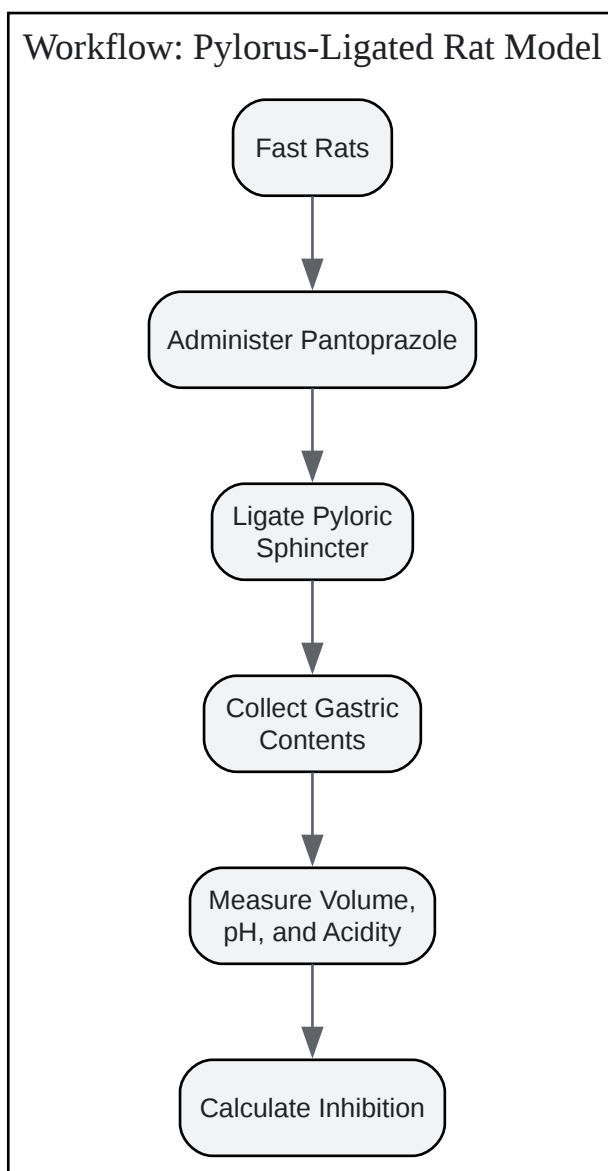 Workflow: Pylorus-Ligated Rat Model
Fast Rats
Administer Pantoprazole
Ligate Pyloric
Sphincter
Collect Gastric
Contents
Measure Volume,
pH, and Acidity
Calculate Inhibition